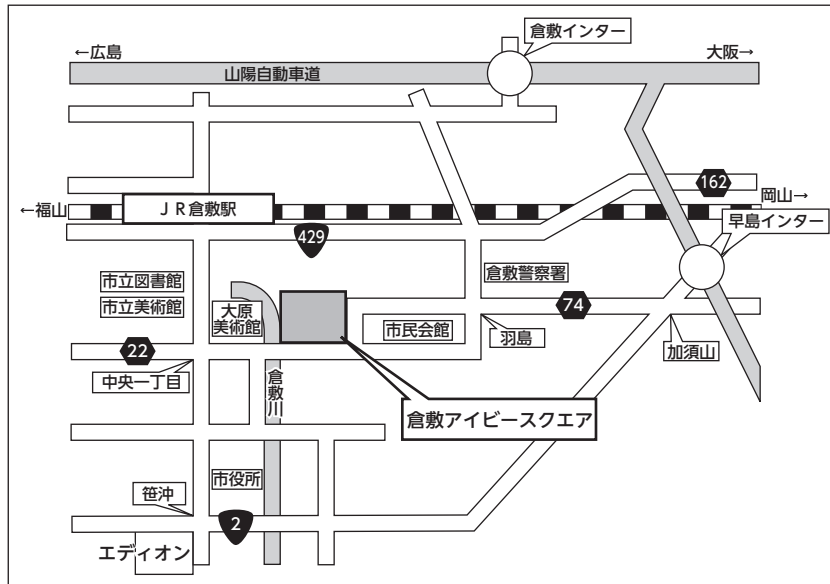 倉敷インター
←広島
大阪→
山陽自動車道
162
←福山
JR倉敷駅
岡山→
429
早島インター
市立図書館
市立美術館
大原
美術館
倉敷警察署
74
市民会館
羽島
加須山
22
中央一丁目
倉敷川
倉敷アイビースクエア
市役所
笹沖
2
エディオン